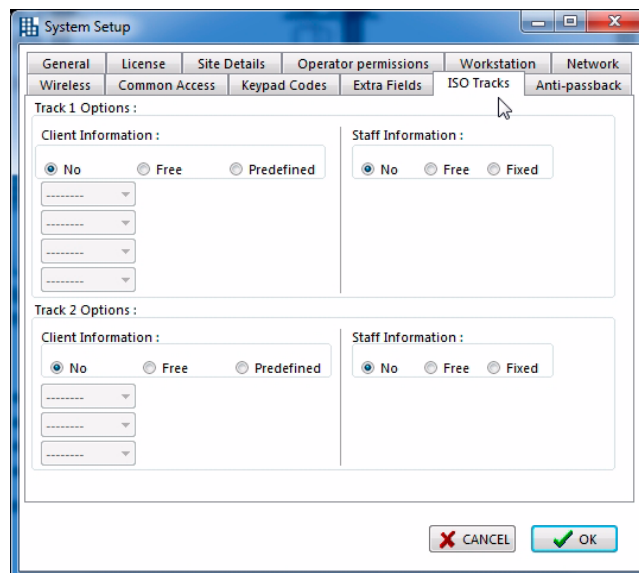 System Setup
General License Site Details Operator permissions Workstation Network
Wireless Common Access Keypad Codes Extra Fields ISO Tracks Anti-passback
Track 1 Options :
Client Information : Staff Information :
No Free Predefined No Free Fixed
--------
--------
--------
--------
Track 2 Options :
Client Information : Staff Information :
No Free Predefined No Free Fixed
--------
--------
--------
CANCEL OK